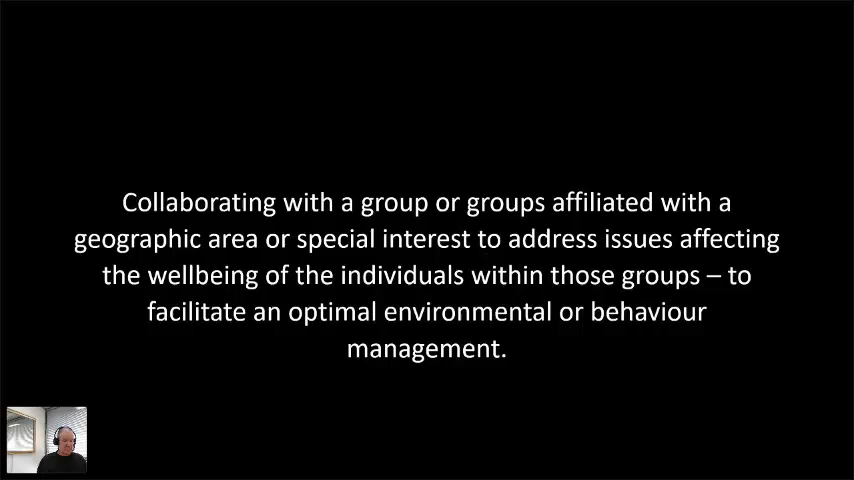 Collaborating with a group or groups affiliated with a
geographic area or special interest to address issues affecting
the wellbeing of the individuals within those groups – to
facilitate an optimal environmental or behaviour
management.